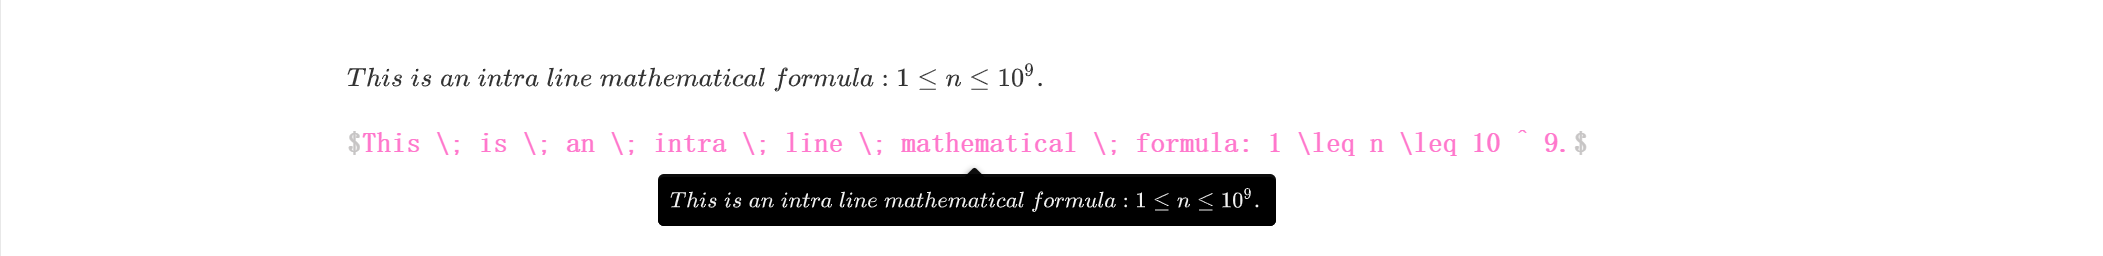 This is an intra line mathematical formula : 1 ≤ n ≤ 10⁹.
$This \; is \; an \; intra \; line \; mathematical \; formula: 1 \leq n \leq 10 ^ 9. $
This is an intra line mathematical formula : 1 ≤ n ≤ 10⁹.